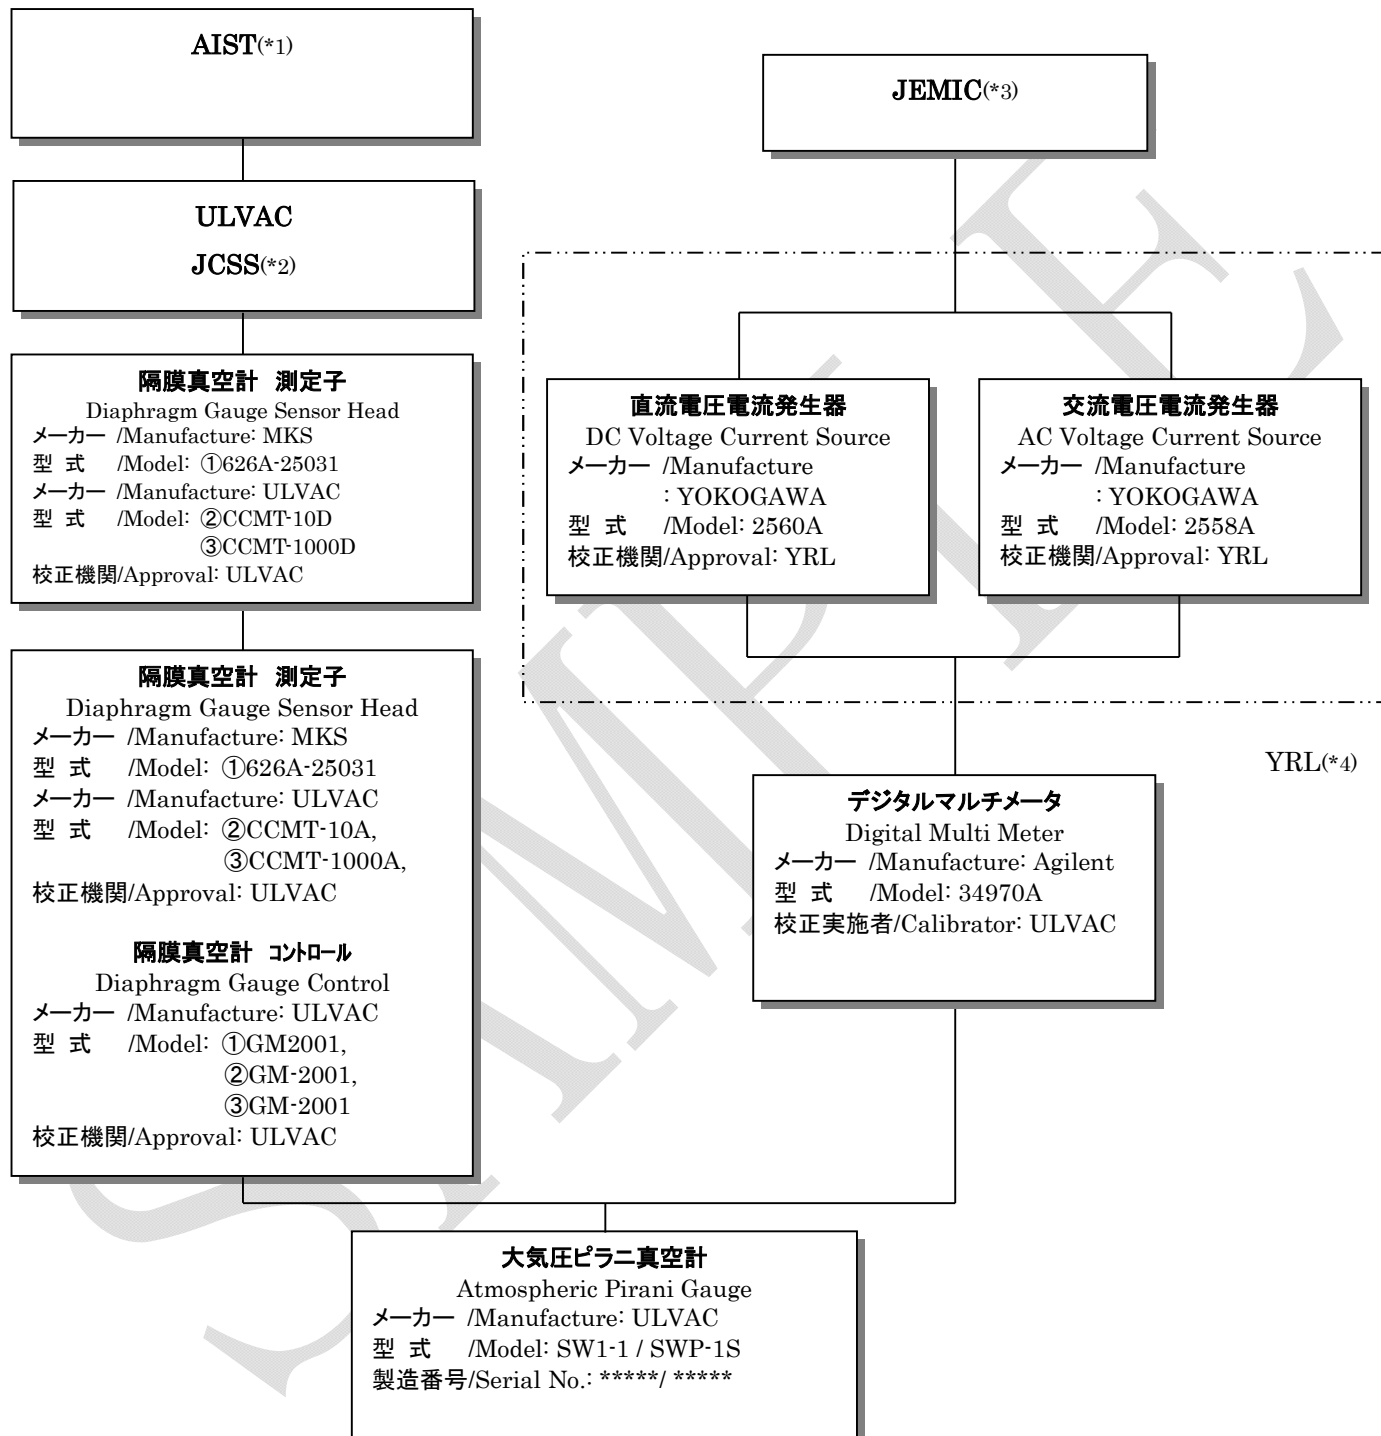 AIST(*1)
ULVAC
JCSS(*2)
隔膜真空計 測定子
Diaphragm Gauge Sensor Head
メーカー /Manufacture: MKS
型 式 /Model: ①626A-25031
メーカー /Manufacture: ULVAC
型 式 /Model: ②CCMT-10D
③CCMT-1000D
校正機関/Approval: ULVAC
隔膜真空計 測定子
Diaphragm Gauge Sensor Head
メーカー /Manufacture: MKS
型 式 /Model: ①626A-25031
メーカー /Manufacture: ULVAC
型 式 /Model: ②CCMT-10A,
③CCMT-1000A,
校正機関/Approval: ULVAC
隔膜真空計 コントロール
Diaphragm Gauge Control
メーカー /Manufacture: ULVAC
型 式 /Model: ①GM2001,
②GM-2001,
③GM-2001
校正機関/Approval: ULVAC
JEMIC(*3)
直流電圧電流発生器
DC Voltage Current Source
メーカー /Manufacture
: YOKOGAWA
型 式 /Model: 2560A
校正機関/Approval: YRL
交流電圧電流発生器
AC Voltage Current Source
メーカー /Manufacture
: YOKOGAWA
型 式 /Model: 2558A
校正機関/Approval: YRL
YRL(*4)
デジタルマルチメータ
Digital Multi Meter
メーカー /Manufacture: Agilent
型 式 /Model: 34970A
校正実施者/Calibrator: ULVAC
大気圧ピラニ真空計
Atmospheric Pirani Gauge
メーカー /Manufacture: ULVAC
型 式 /Model: SW1-1 / SWP-1S
製造番号/Serial No.: *****/ *****
SAMPLE